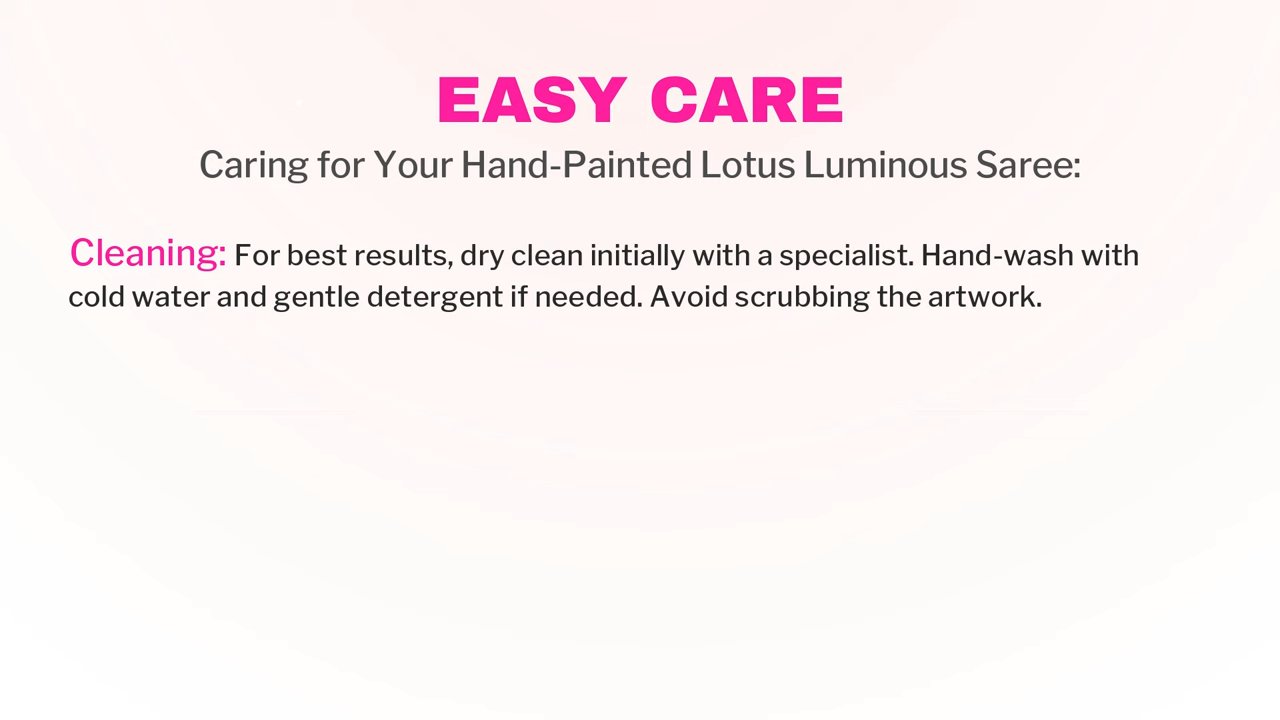 EASY CARE
Caring for Your Hand-Painted Lotus Luminous Saree:
Cleaning: For best results, dry clean initially with a specialist. Hand-wash with
cold water and gentle detergent if needed. Avoid scrubbing the artwork.